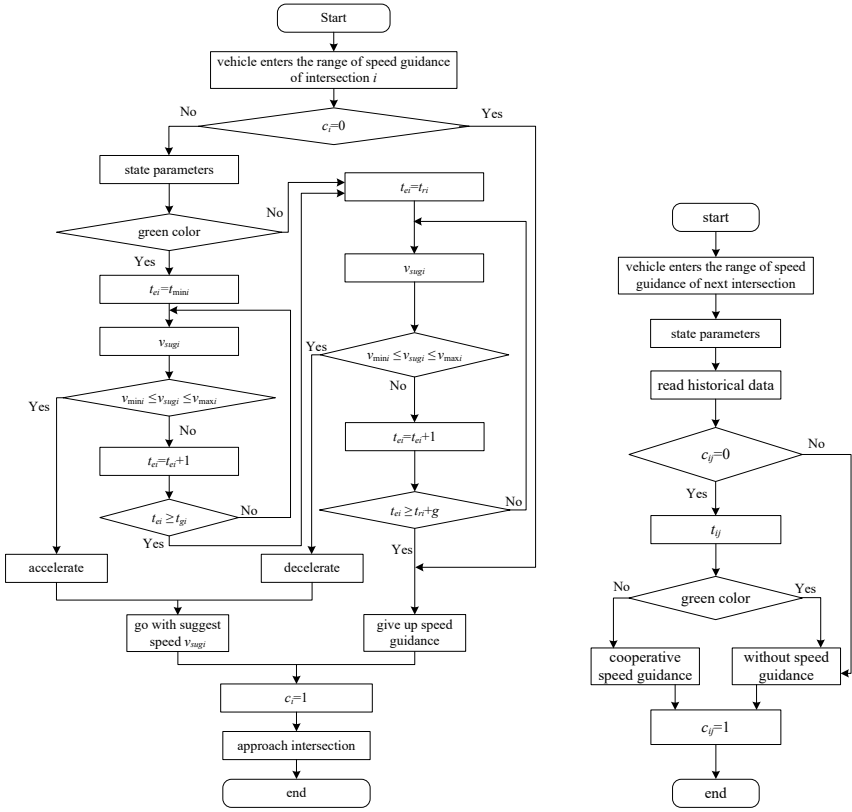 Start
vehicle enters the range of speed guidance
of intersection i
No
Yes
cᵢ=0
state parameters
green color
No
Yes
tₑᵢ=tᵣᵢ
tₑᵢ=tₘᵢₙᵢ
v_sugi
v_sugi
Yes
v_mini ≤v_sugi ≤v_maxi
No
Yes
v_mini ≤v_sugi ≤v_maxi
No
t_ei=t_ei+1
t_ei=t_ei+1
t_ei ≥t_gi
No
Yes
t_ei ≥t_ri+g
No
Yes
accelerate
decelerate
go with suggest
speed v_sugi
give up speed
guidance
c_i=1
approach intersection
end
start
vehicle enters the range of speed
guidance of next intersection
state parameters
read historical data
c_ij=0
No
Yes
t_ij
No
green color
Yes
cooperative
speed guidance
without speed
guidance
c_ij=1
end